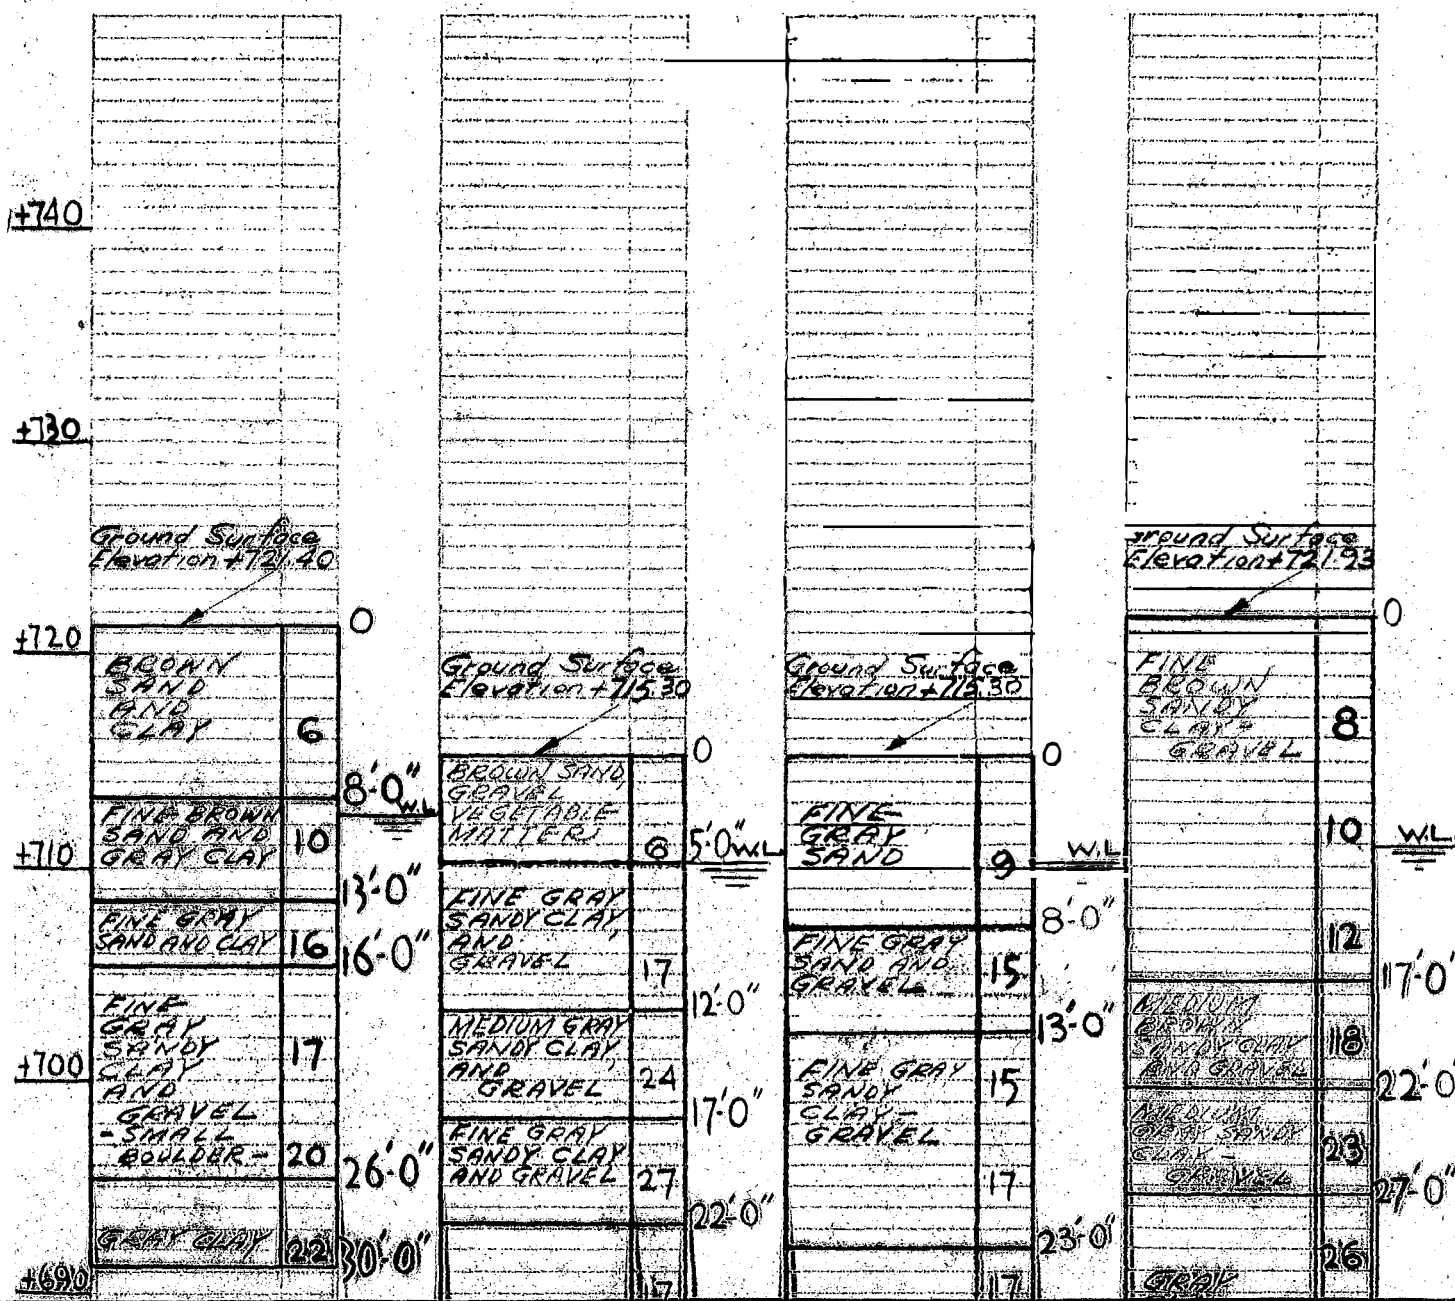 +740
+730
+720
+710
+700
+690
Ground Surface
Elevation +721.40
0
BROWN
SAND
AND
CLAY
6
8'-0"
W.L.
FINE BROWN
SAND AND
GRAY CLAY
10
13'-0"
FINE GRAY
SAND AND CLAY
16
16'-0"
FINE
GRAY
SANDY
CLAY
AND
GRAVEL
-SMALL
BOULDER-
17
20
26'-0"
GRAY CLAY
22
30'-0"
Ground Surface
Elevation +715.30
0
BROWN SAND,
GRAVEL
VEGETABLE
MATTER
5'-0"
W.L.
FINE GRAY
SANDY CLAY,
AND
GRAVEL
17
12'-0"
MEDIUM GRAY
SANDY CLAY
AND
GRAVEL
24
17'-0"
FINE GRAY
SANDY CLAY
AND GRAVEL
27
22'-0"
17
Ground Surface
Elevation +715.30
0
FINE
GRAY
SAND
9
W.L.
8'-0"
FINE GRAY
SAND AND
GRAVEL
15
13'-0"
FINE GRAY
SANDY
CLAY-
GRAVEL
15
17
23'-0"
17
Ground Surface
Elevation +721.93
0
FINE
BROWN
SANDY
CLAY-
GRAVEL
8
10
W.L.
12
17'-0"
MEDIUM
BROWN
SANDY CLAY
AND GRAVEL
18
22'-0"
MEDIUM
GRAY SANDY
CLAY-
GRAVEL
23
27'-0"
26
GRAY